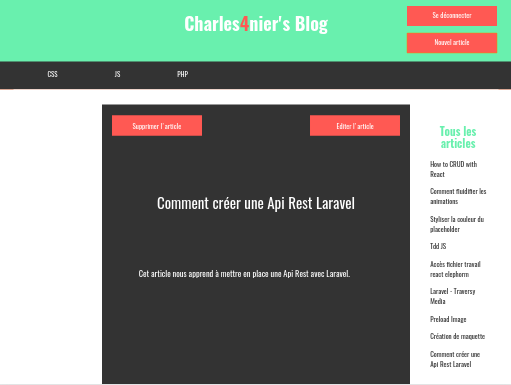 Charles4nier's Blog
Se déconnecter
Nouvel article
CSS
JS
PHP
Supprimer l'article
Editer l'article
Comment créer une Api Rest Laravel
Cet article nous apprend à mettre en place une Api Rest avec Laravel.
Tous les
articles
How to CRUD with
React
Comment fluidifier les
animations
Styliser la couleur du
placeholder
Tdd JS
Accès fichier travail
react elephorm
Laravel - Traversy
Media
Preload Image
Création de maquette
Comment créer une
Api Rest Laravel